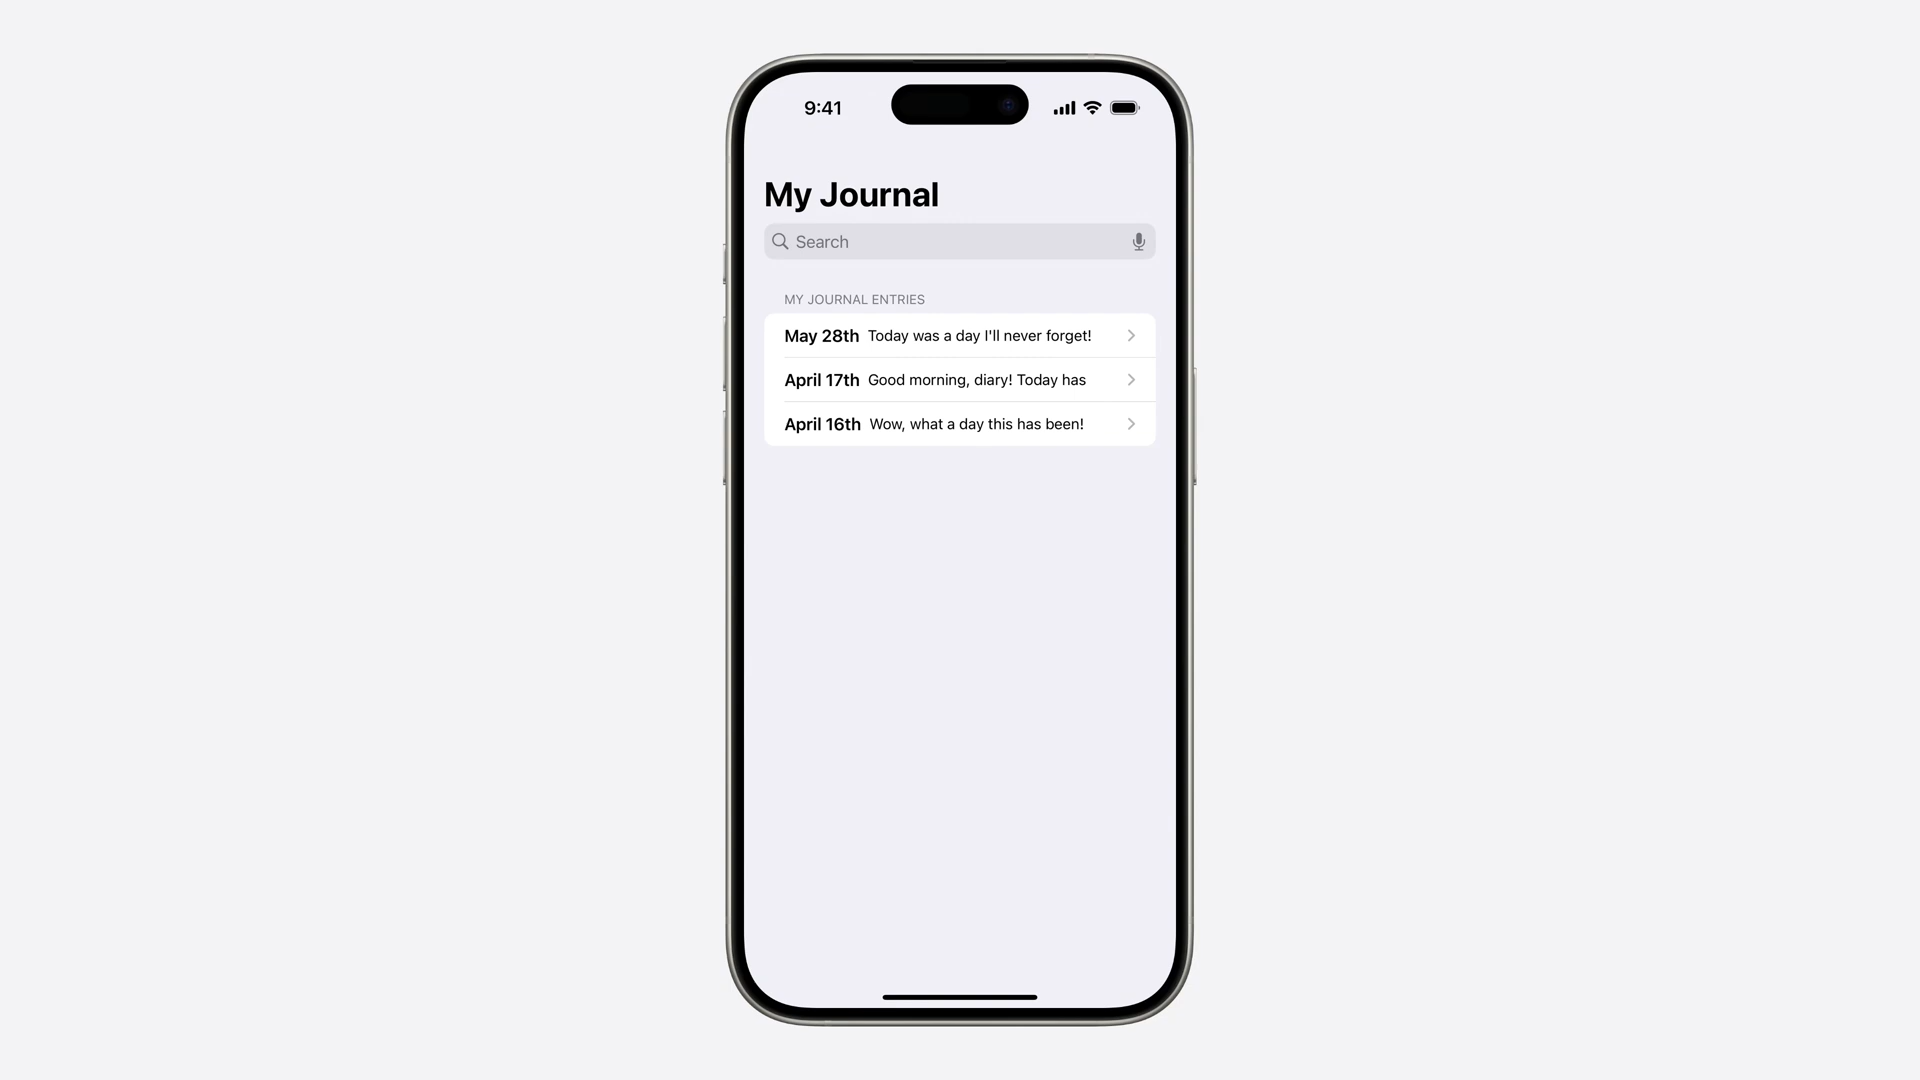 9:41
My Journal
Search
MY JOURNAL ENTRIES
May 28th Today was a day I'll never forget!
April 17th Good morning, diary! Today has
April 16th Wow, what a day this has been!